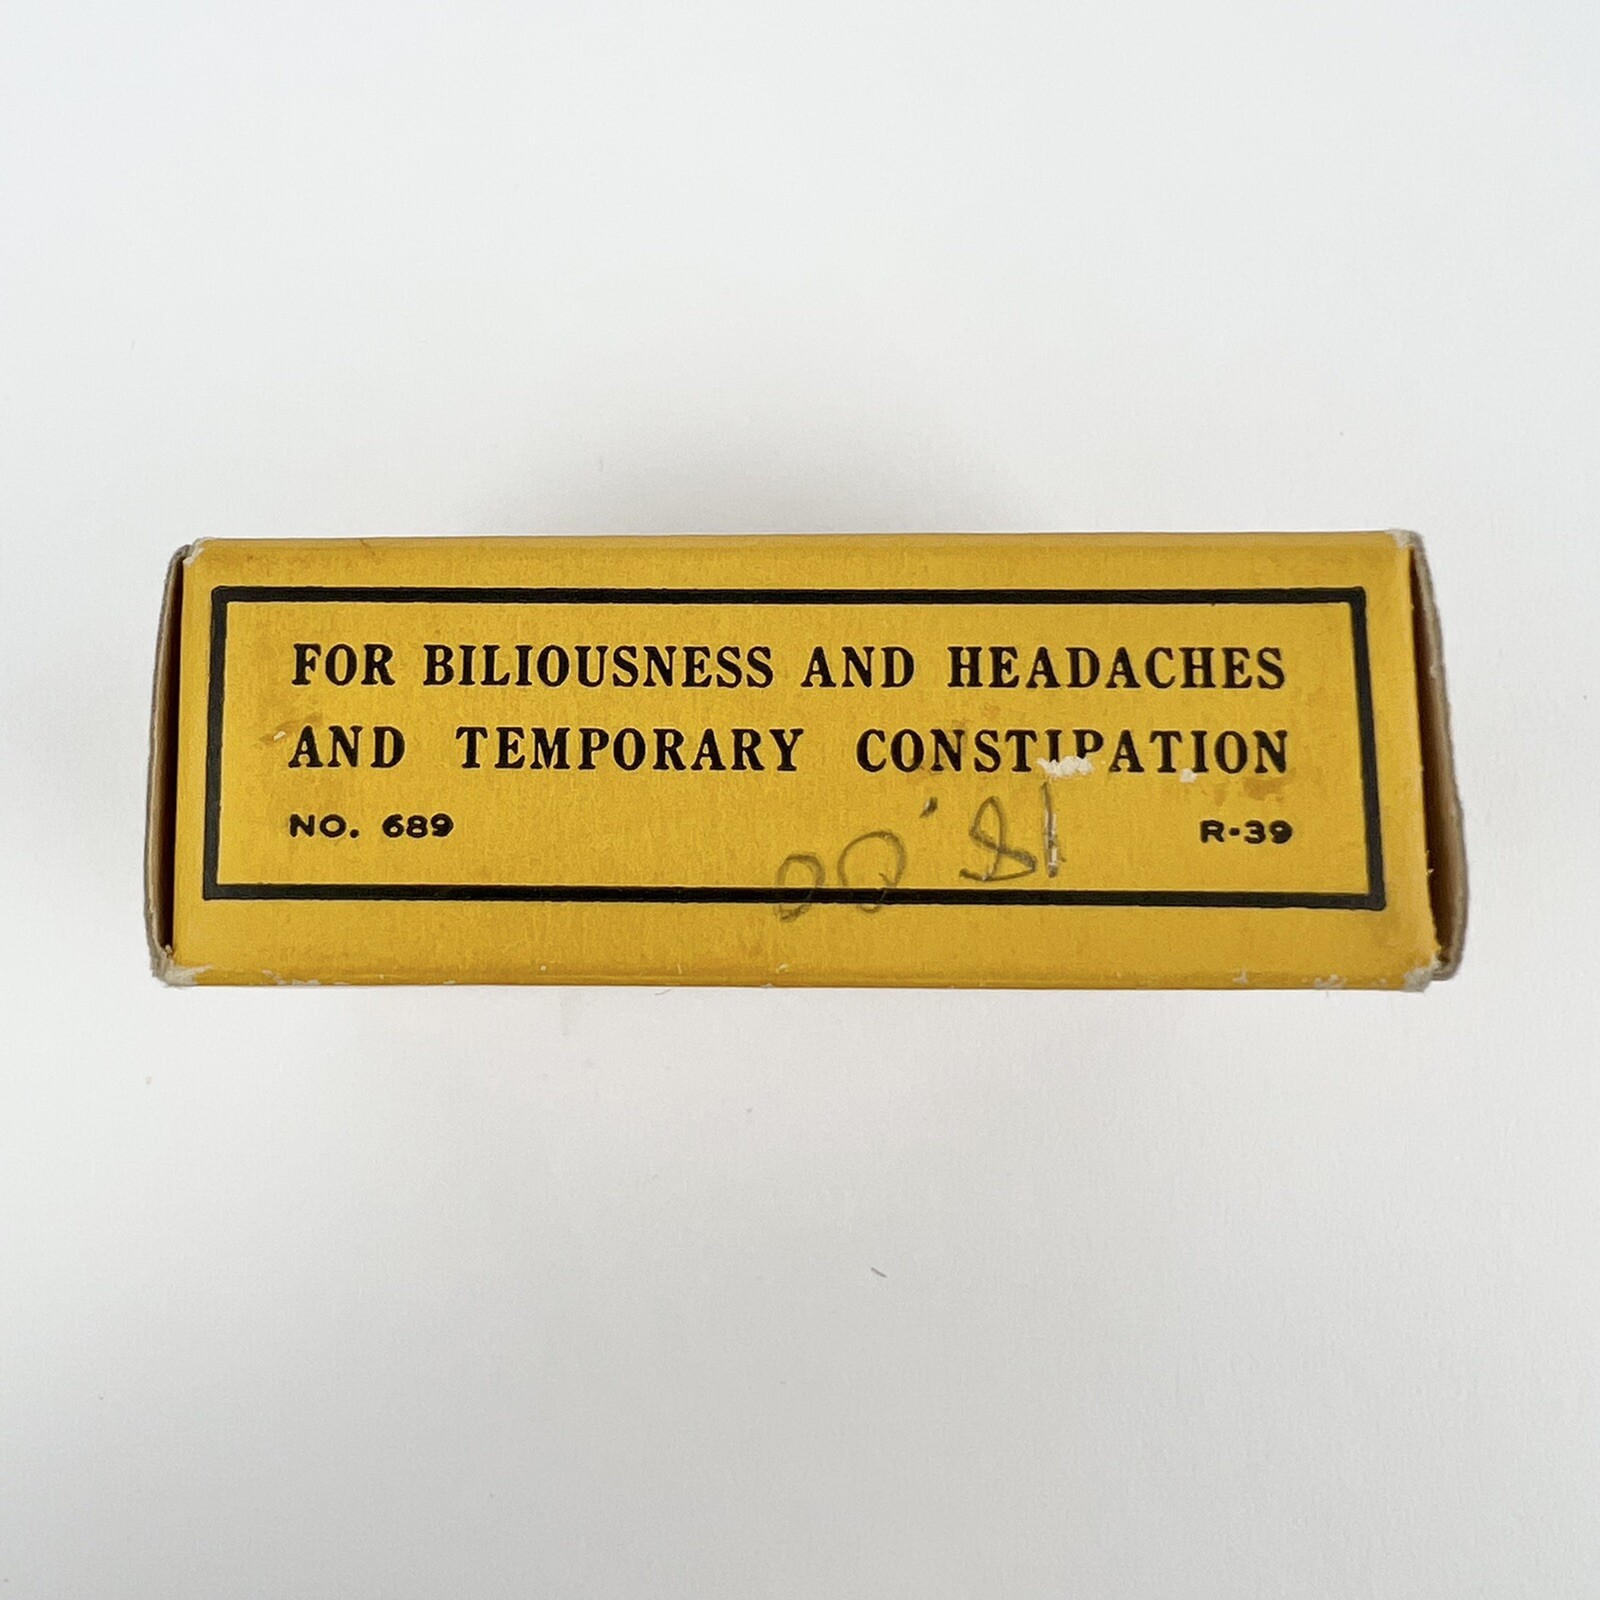 FOR BILIOUSNESS AND HEADACHES
AND TEMPORARY CONSTIPATION
NO. 689 R-39
18.00